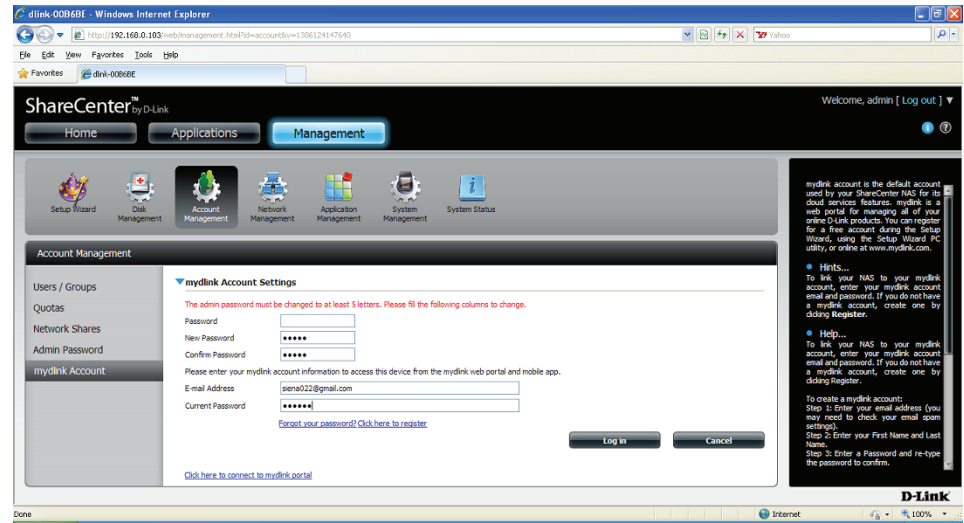 dlink-00B6BE - Windows Internet Explorer
http://192.168.0.103/web/management.html?id=account&v=1386124147640
Yahoo
File Edit View Favorites Tools Help
Favorites
dlink-00B6BE
ShareCenter™ by D-Link
Welcome, admin [ Log out ] ▼
Home
Applications
Management
Setup Wizard
Disk Management
Account Management
Network Management
Application Management
System Management
System Status
Account Management
Users / Groups
Quotas
Network Shares
Admin Password
mydlink Account
mydlink Account Settings
The admin password must be changed to at least 5 letters. Please fill the following columns to change.
Password
New Password •••••
Confirm Password •••••
Please enter your mydlink account information to access this device from the mydlink web portal and mobile app.
E-mail Address siena022@gmail.com
Current Password ••••••
Forgot your password? Click here to register
Log in
Cancel
Click here to connect to mydlink portal
mydlink account is the default account
used by your ShareCenter NAS for its
cloud services features. mydlink is a
web portal for managing all of your
online D-Link products. You can register
for a free account during the Setup
Wizard, using the Setup Wizard PC
utility, or online at www.mydlink.com.
Hints...
To link your NAS to your mydlink
account, enter your mydlink account
email and password. If you do not have
a mydlink account, create one by
clicking Register.
Help...
To link your NAS to your mydlink
account, enter your mydlink account
email and password. If you do not have
a mydlink account, create one by
clicking Register.
To create a mydlink account:
Step 1: Enter your email address (you
may need to check your email spam
settings).
Step 2: Enter your First Name and Last
Name.
Step 3: Enter a Password and re-type
the password to confirm.
D-Link
Done
Internet
100%